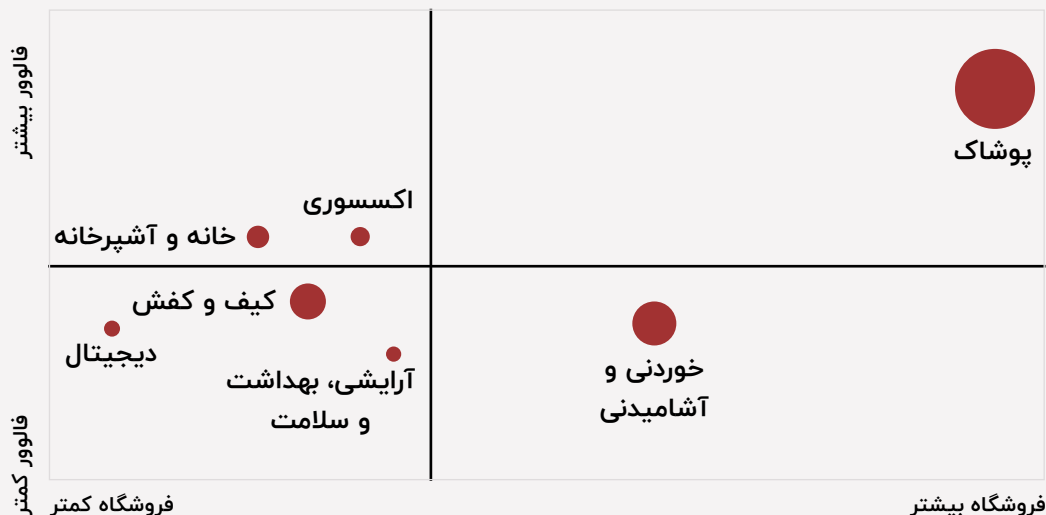 فالوور بیشتر
پوشاک
اکسسوری
خانه و آشپرخانه
کیف و کفش
دیجیتال
آرایشی، بهداشت
و سلامت
خوردنی و
آشامیدنی
فالوور کمتر
فروشگاه بیشتر
فروشگاه کمتر